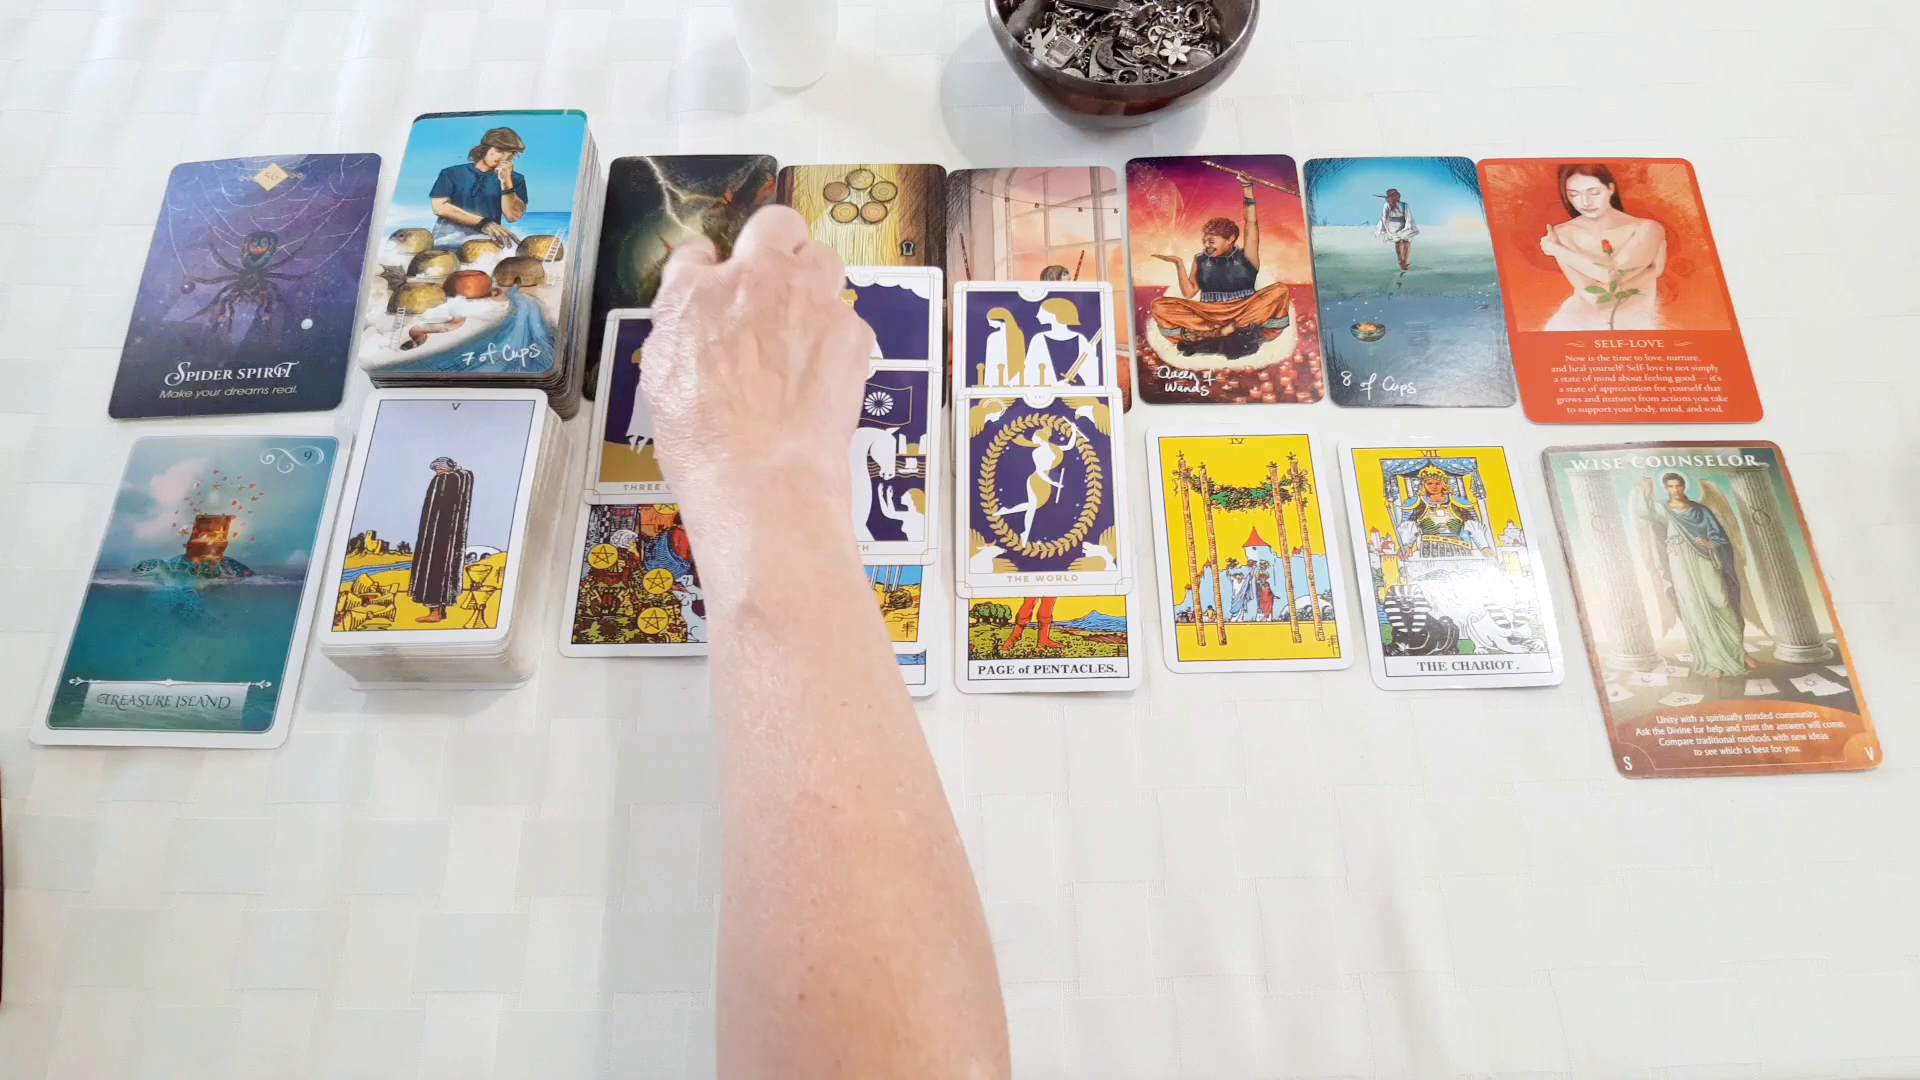 56
SPIDER SPIRIT
Make your dreams real.
7 of Cups
Queen of
Wands
8 of Cups
SELF-LOVE
Now is the time to love, nurture,
and heal yourself! Self-love is not simply
a state of mind about feeling good — it's
a state of appreciation for yourself that
grows and matures from actions you take
to support your body, mind, and soul.
9
TREASURE ISLAND
V
THREE
TH
THE WORLD
PAGE of PENTACLES.
IV
VII
THE CHARIOT.
WISE COUNSELOR
Unity with a spiritually minded community.
Ask the Divine for help and trust the answers will come.
Compare traditional methods with new ideas
to see which is best for you.
S
V